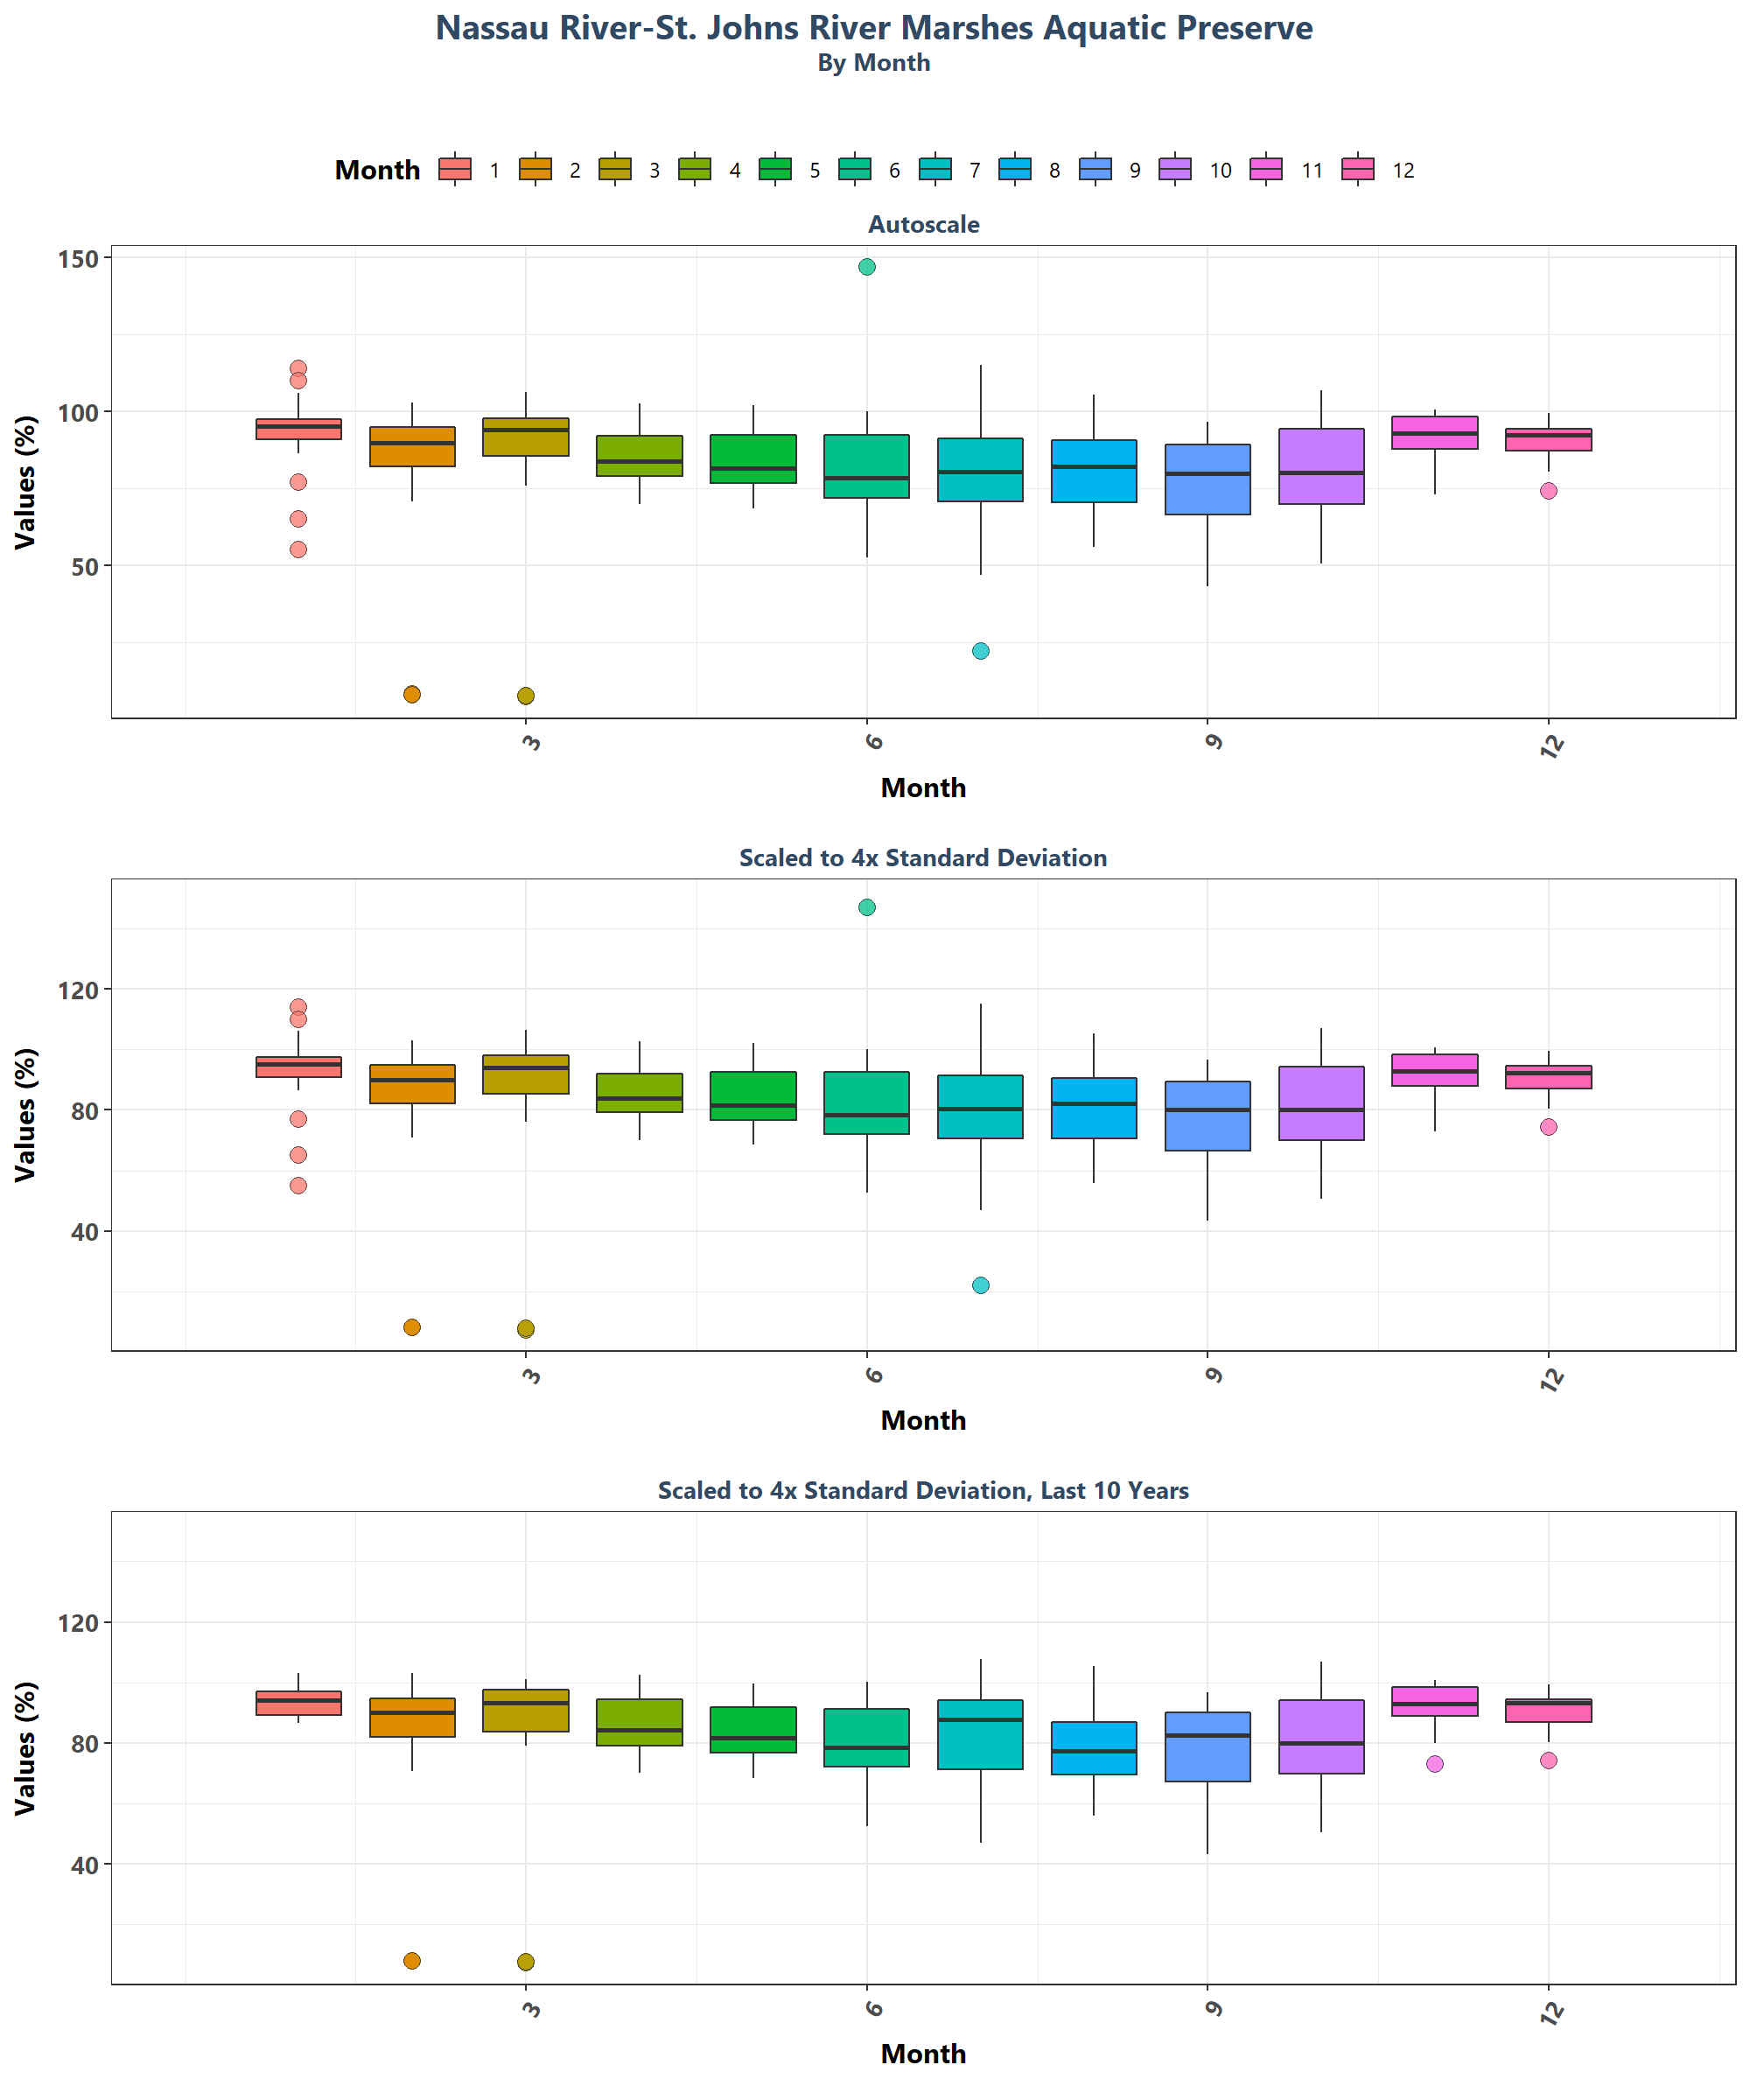 Nassau River-St. Johns River Marshes Aquatic Preserve
By Month
Month 1 2 3 4 5 6 7 8 9 10 11 12
Autoscale
150
100
50
Values (%)
3 6 9 12
Month
Scaled to 4x Standard Deviation
120
80
40
Values (%)
3 6 9 12
Month
Scaled to 4x Standard Deviation, Last 10 Years
120
80
40
Values (%)
3 6 9 12
Month